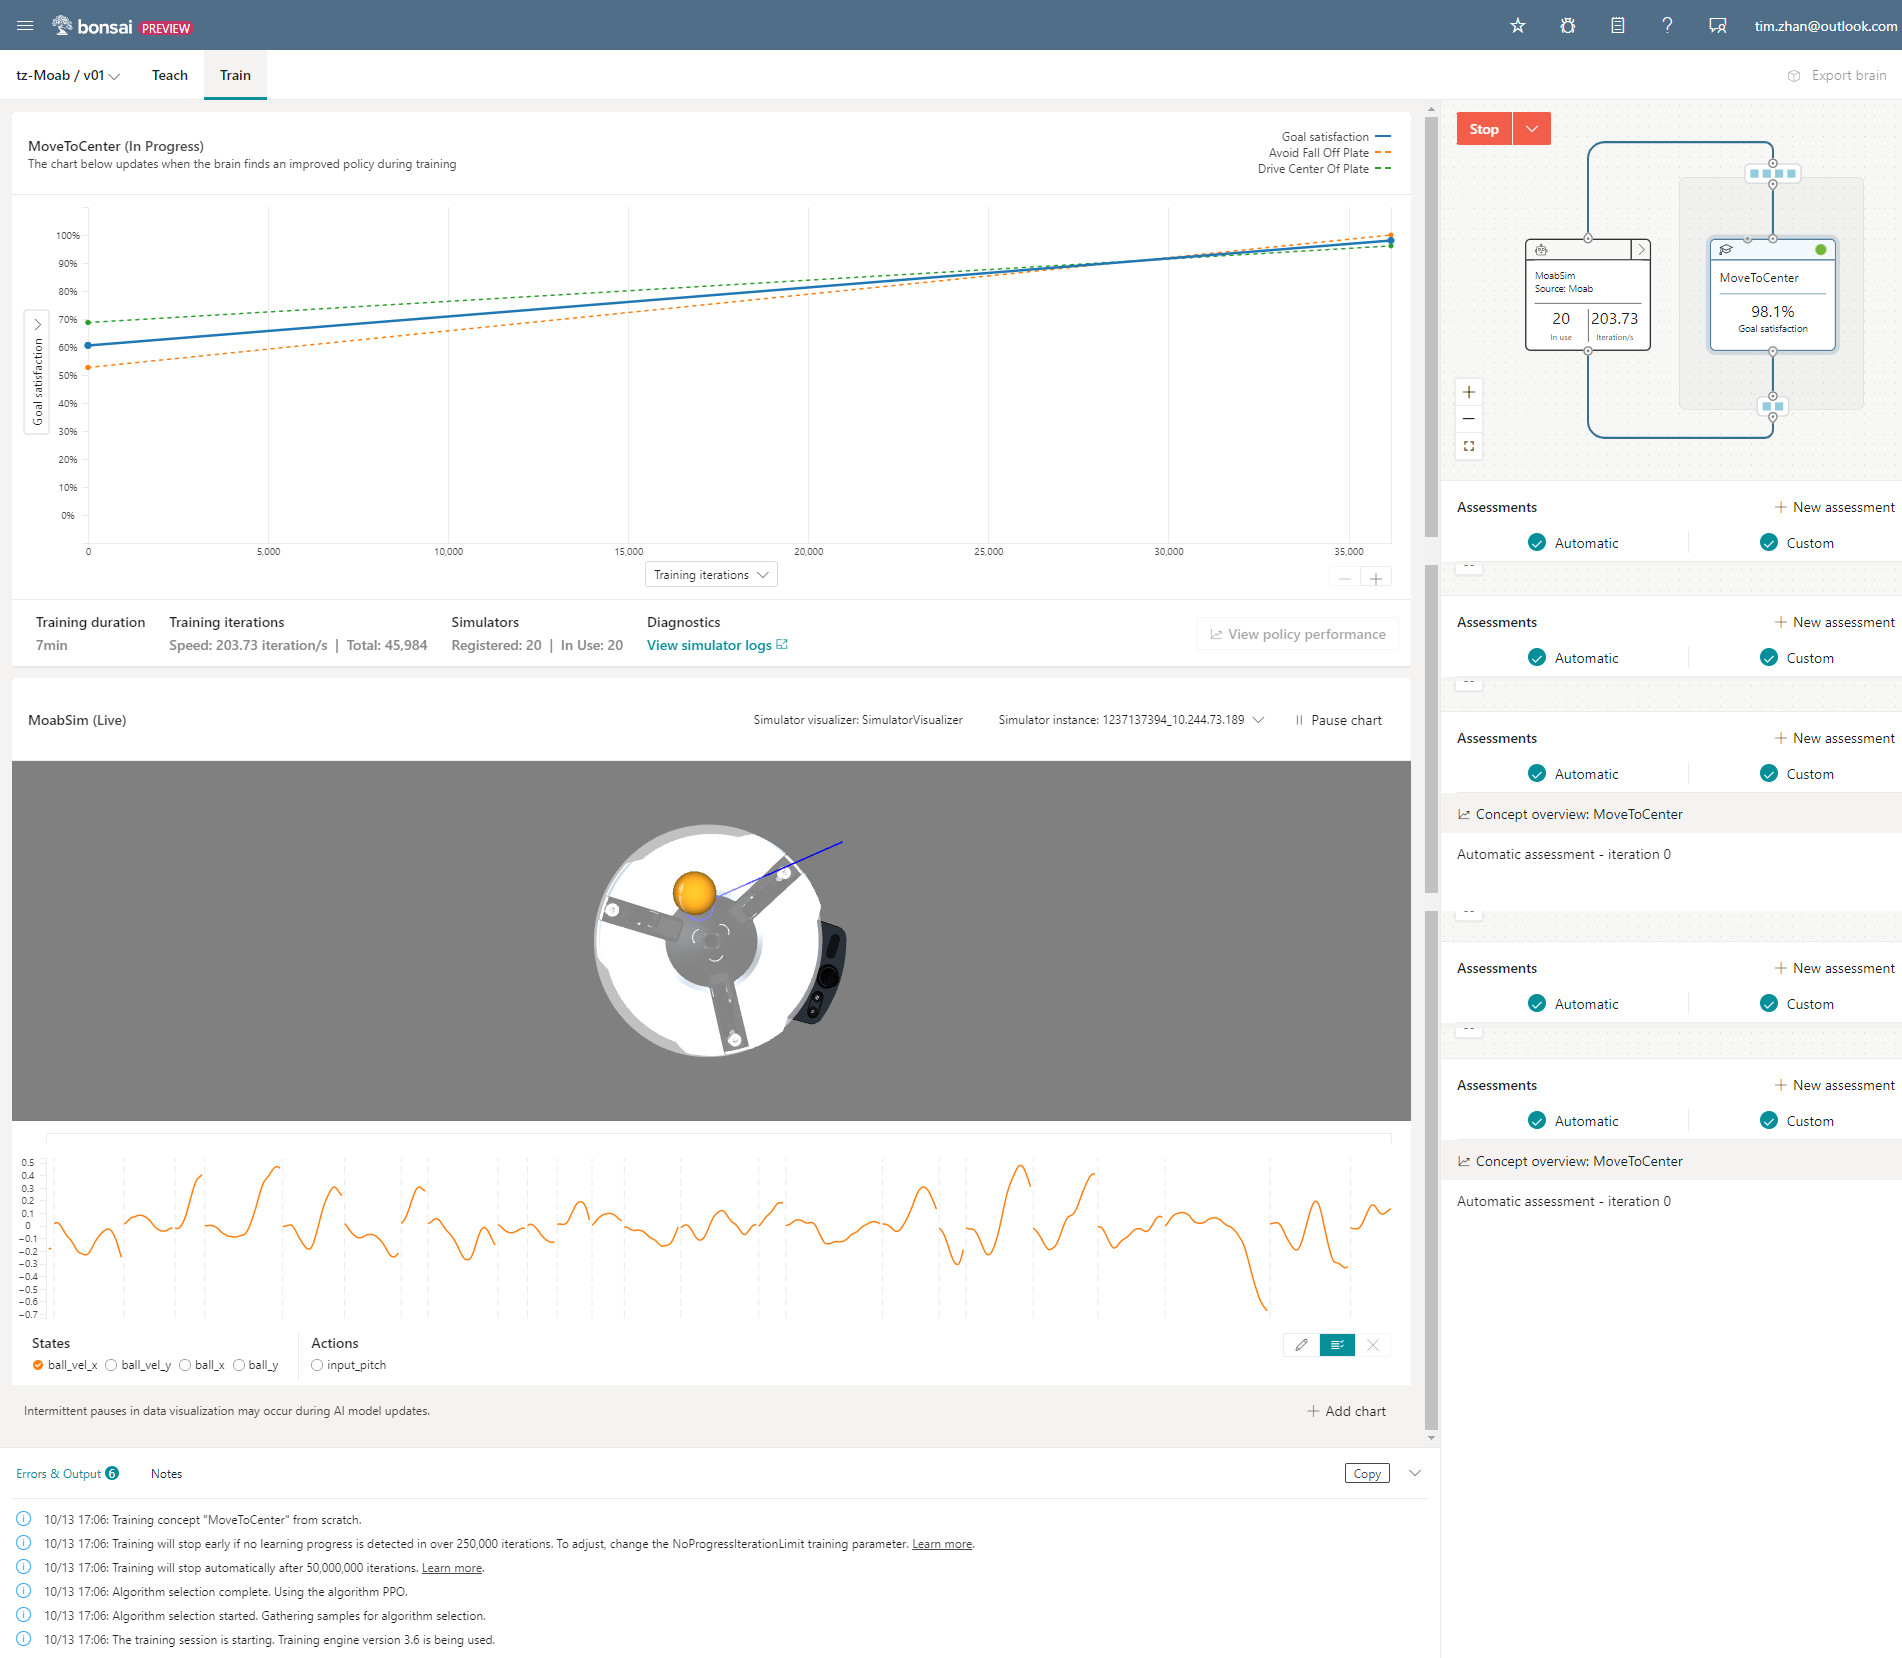 bonsai PREVIEW
tim.zhan@outlook.com
tz-Moab / v01
Teach
Train
Export brain
MoveToCenter (In Progress)
The chart below updates when the brain finds an improved policy during training
Goal satisfaction
Avoid Fall Off Plate
Drive Center Of Plate
Goal satisfaction
100%
90%
80%
70%
60%
50%
40%
30%
20%
10%
0%
0 5,000 10,000 15,000 20,000 25,000 30,000 35,000
Training iterations
Training duration
7min
Training iterations
Speed: 203.73 iteration/s | Total: 45,984
Simulators
Registered: 20 | In Use: 20
Diagnostics
View simulator logs
View policy performance
MoabSim (Live)
Simulator visualizer: SimulatorVisualizer
Simulator instance: 1237137394_10.244.73.189
Pause chart
0.5
0.4
0.3
0.2
0.1
0
−0.1
−0.2
−0.3
−0.4
−0.5
−0.6
−0.7
States
ball_vel_x ball_vel_y ball_x ball_y
Actions
input_pitch
Intermittent pauses in data visualization may occur during AI model updates.
Add chart
Errors & Output 6
Notes
Copy
10/13 17:06: Training concept "MoveToCenter" from scratch.
10/13 17:06: Training will stop early if no learning progress is detected in over 250,000 iterations. To adjust, change the NoProgressIterationLimit training parameter. Learn more.
10/13 17:06: Training will stop automatically after 50,000,000 iterations. Learn more.
10/13 17:06: Algorithm selection complete. Using the algorithm PPO.
10/13 17:06: Algorithm selection started. Gathering samples for algorithm selection.
10/13 17:06: The training session is starting. Training engine version 3.6 is being used.
Stop
MoabSim
Source: Moab
20
In use
203.73
Iteration/s
MoveToCenter
98.1%
Goal satisfaction
Assessments
New assessment
Automatic
Custom
Assessments
New assessment
Automatic
Custom
Assessments
New assessment
Automatic
Custom
Concept overview: MoveToCenter
Automatic assessment - iteration 0
Assessments
New assessment
Automatic
Custom
Assessments
New assessment
Automatic
Custom
Concept overview: MoveToCenter
Automatic assessment - iteration 0